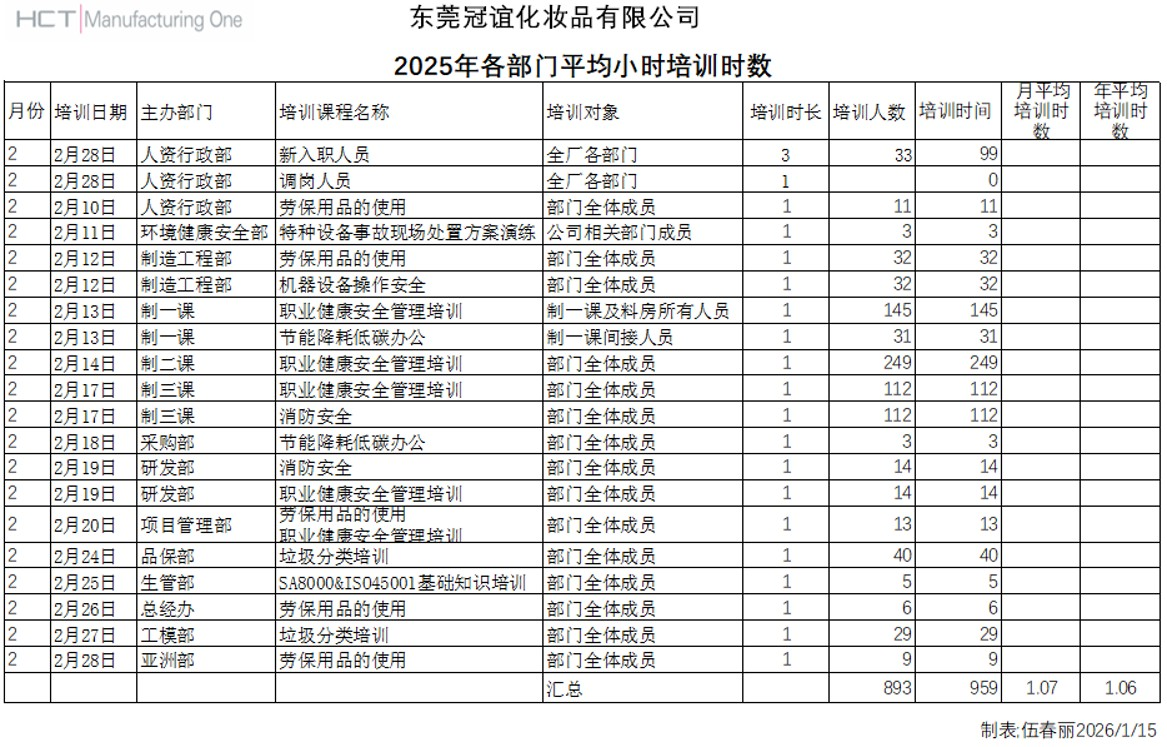 HCT Manufacturing One
东莞冠谊化妆品有限公司
2025年各部门平均小时培训时数
月份 培训日期 主办部门 培训课程名称 培训对象 培训时长 培训人数 培训时间 月平均培训时数 年平均培训时数
2 2月28日 人资行政部 新入职人员 全厂各部门 3 33 99
2 2月28日 人资行政部 调岗人员 全厂各部门 1 0
2 2月10日 人资行政部 劳保用品的使用 部门全体成员 1 11 11
2 2月11日 环境健康安全部 特种设备事故现场处置方案演练 公司相关部门成员 1 3 3
2 2月12日 制造工程部 劳保用品的使用 部门全体成员 1 32 32
2 2月12日 制造工程部 机器设备操作安全 部门全体成员 1 32 32
2 2月13日 制一课 职业健康安全管理培训 制一课及料房所有人员 1 145 145
2 2月13日 制一课 节能降耗低碳办公 制一课间接人员 1 31 31
2 2月14日 制二课 职业健康安全管理培训 部门全体成员 1 249 249
2 2月17日 制三课 职业健康安全管理培训 部门全体成员 1 112 112
2 2月17日 制三课 消防安全 部门全体成员 1 112 112
2 2月18日 采购部 节能降耗低碳办公 部门全体成员 1 3 3
2 2月19日 研发部 消防安全 部门全体成员 1 14 14
2 2月19日 研发部 职业健康安全管理培训 部门全体成员 1 14 14
2 2月20日 项目管理部 劳保用品的使用 职业健康安全管理培训 部门全体成员 1 13 13
2 2月24日 品保部 垃圾分类培训 部门全体成员 1 40 40
2 2月25日 生管部 SA8000&ISO45001基础知识培训 部门全体成员 1 5 5
2 2月26日 总经办 劳保用品的使用 部门全体成员 1 6 6
2 2月27日 工模部 垃圾分类培训 部门全体成员 1 29 29
2 2月28日 亚洲部 劳保用品的使用 部门全体成员 1 9 9
汇总 893 959 1.07 1.06
制表;伍春丽2026/1/15